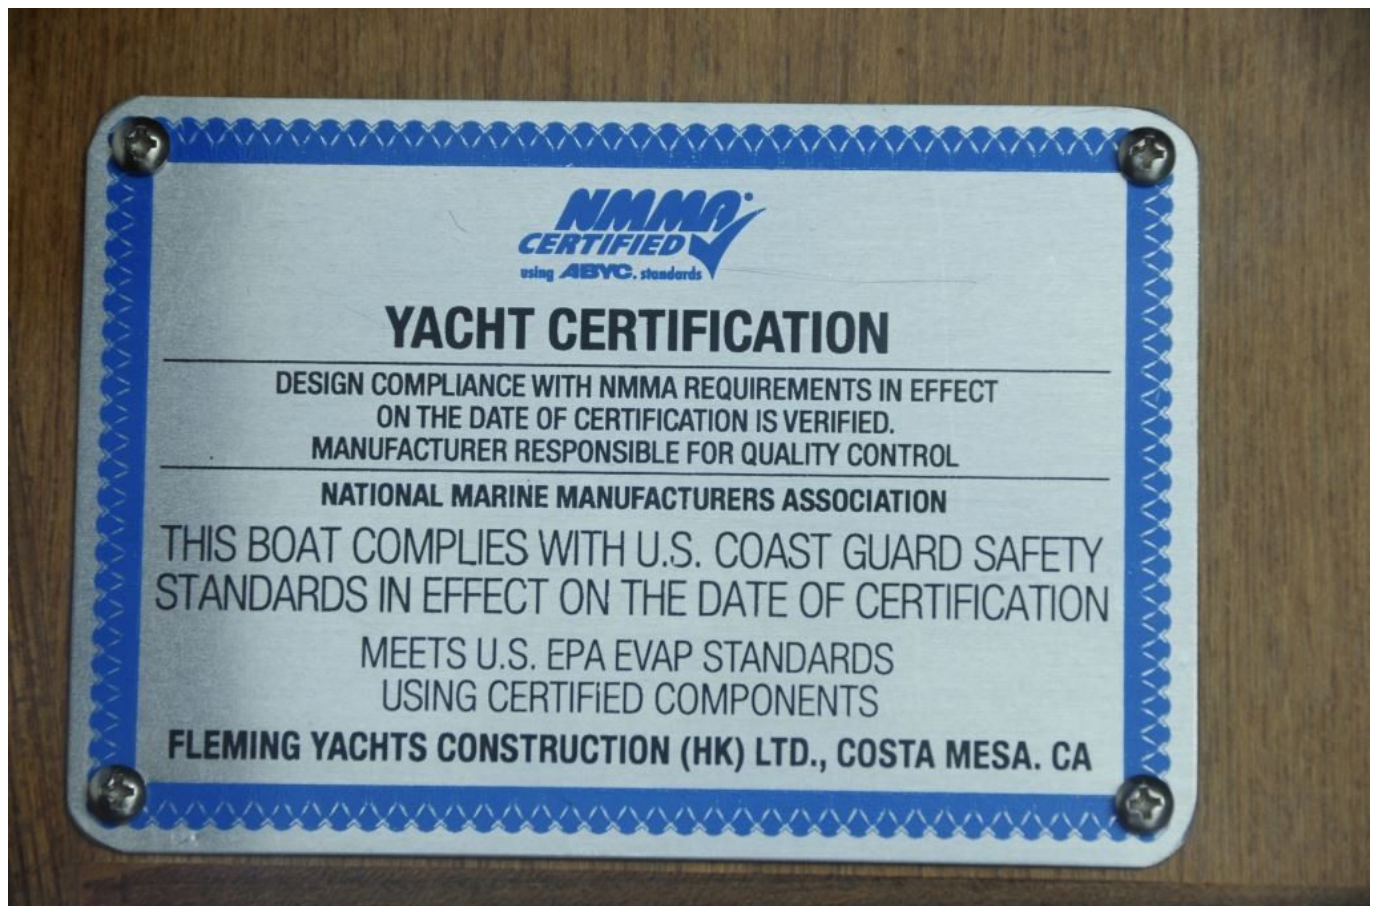 NMMA
CERTIFIED
using ABYC. standards
YACHT CERTIFICATION
DESIGN COMPLIANCE WITH NMMA REQUIREMENTS IN EFFECT
ON THE DATE OF CERTIFICATION IS VERIFIED.
MANUFACTURER RESPONSIBLE FOR QUALITY CONTROL
NATIONAL MARINE MANUFACTURERS ASSOCIATION
THIS BOAT COMPLIES WITH U.S. COAST GUARD SAFETY
STANDARDS IN EFFECT ON THE DATE OF CERTIFICATION
MEETS U.S. EPA EVAP STANDARDS
USING CERTIFiED COMPONENTS
FLEMING YACHTS CONSTRUCTION (HK) LTD., COSTA MESA. CA